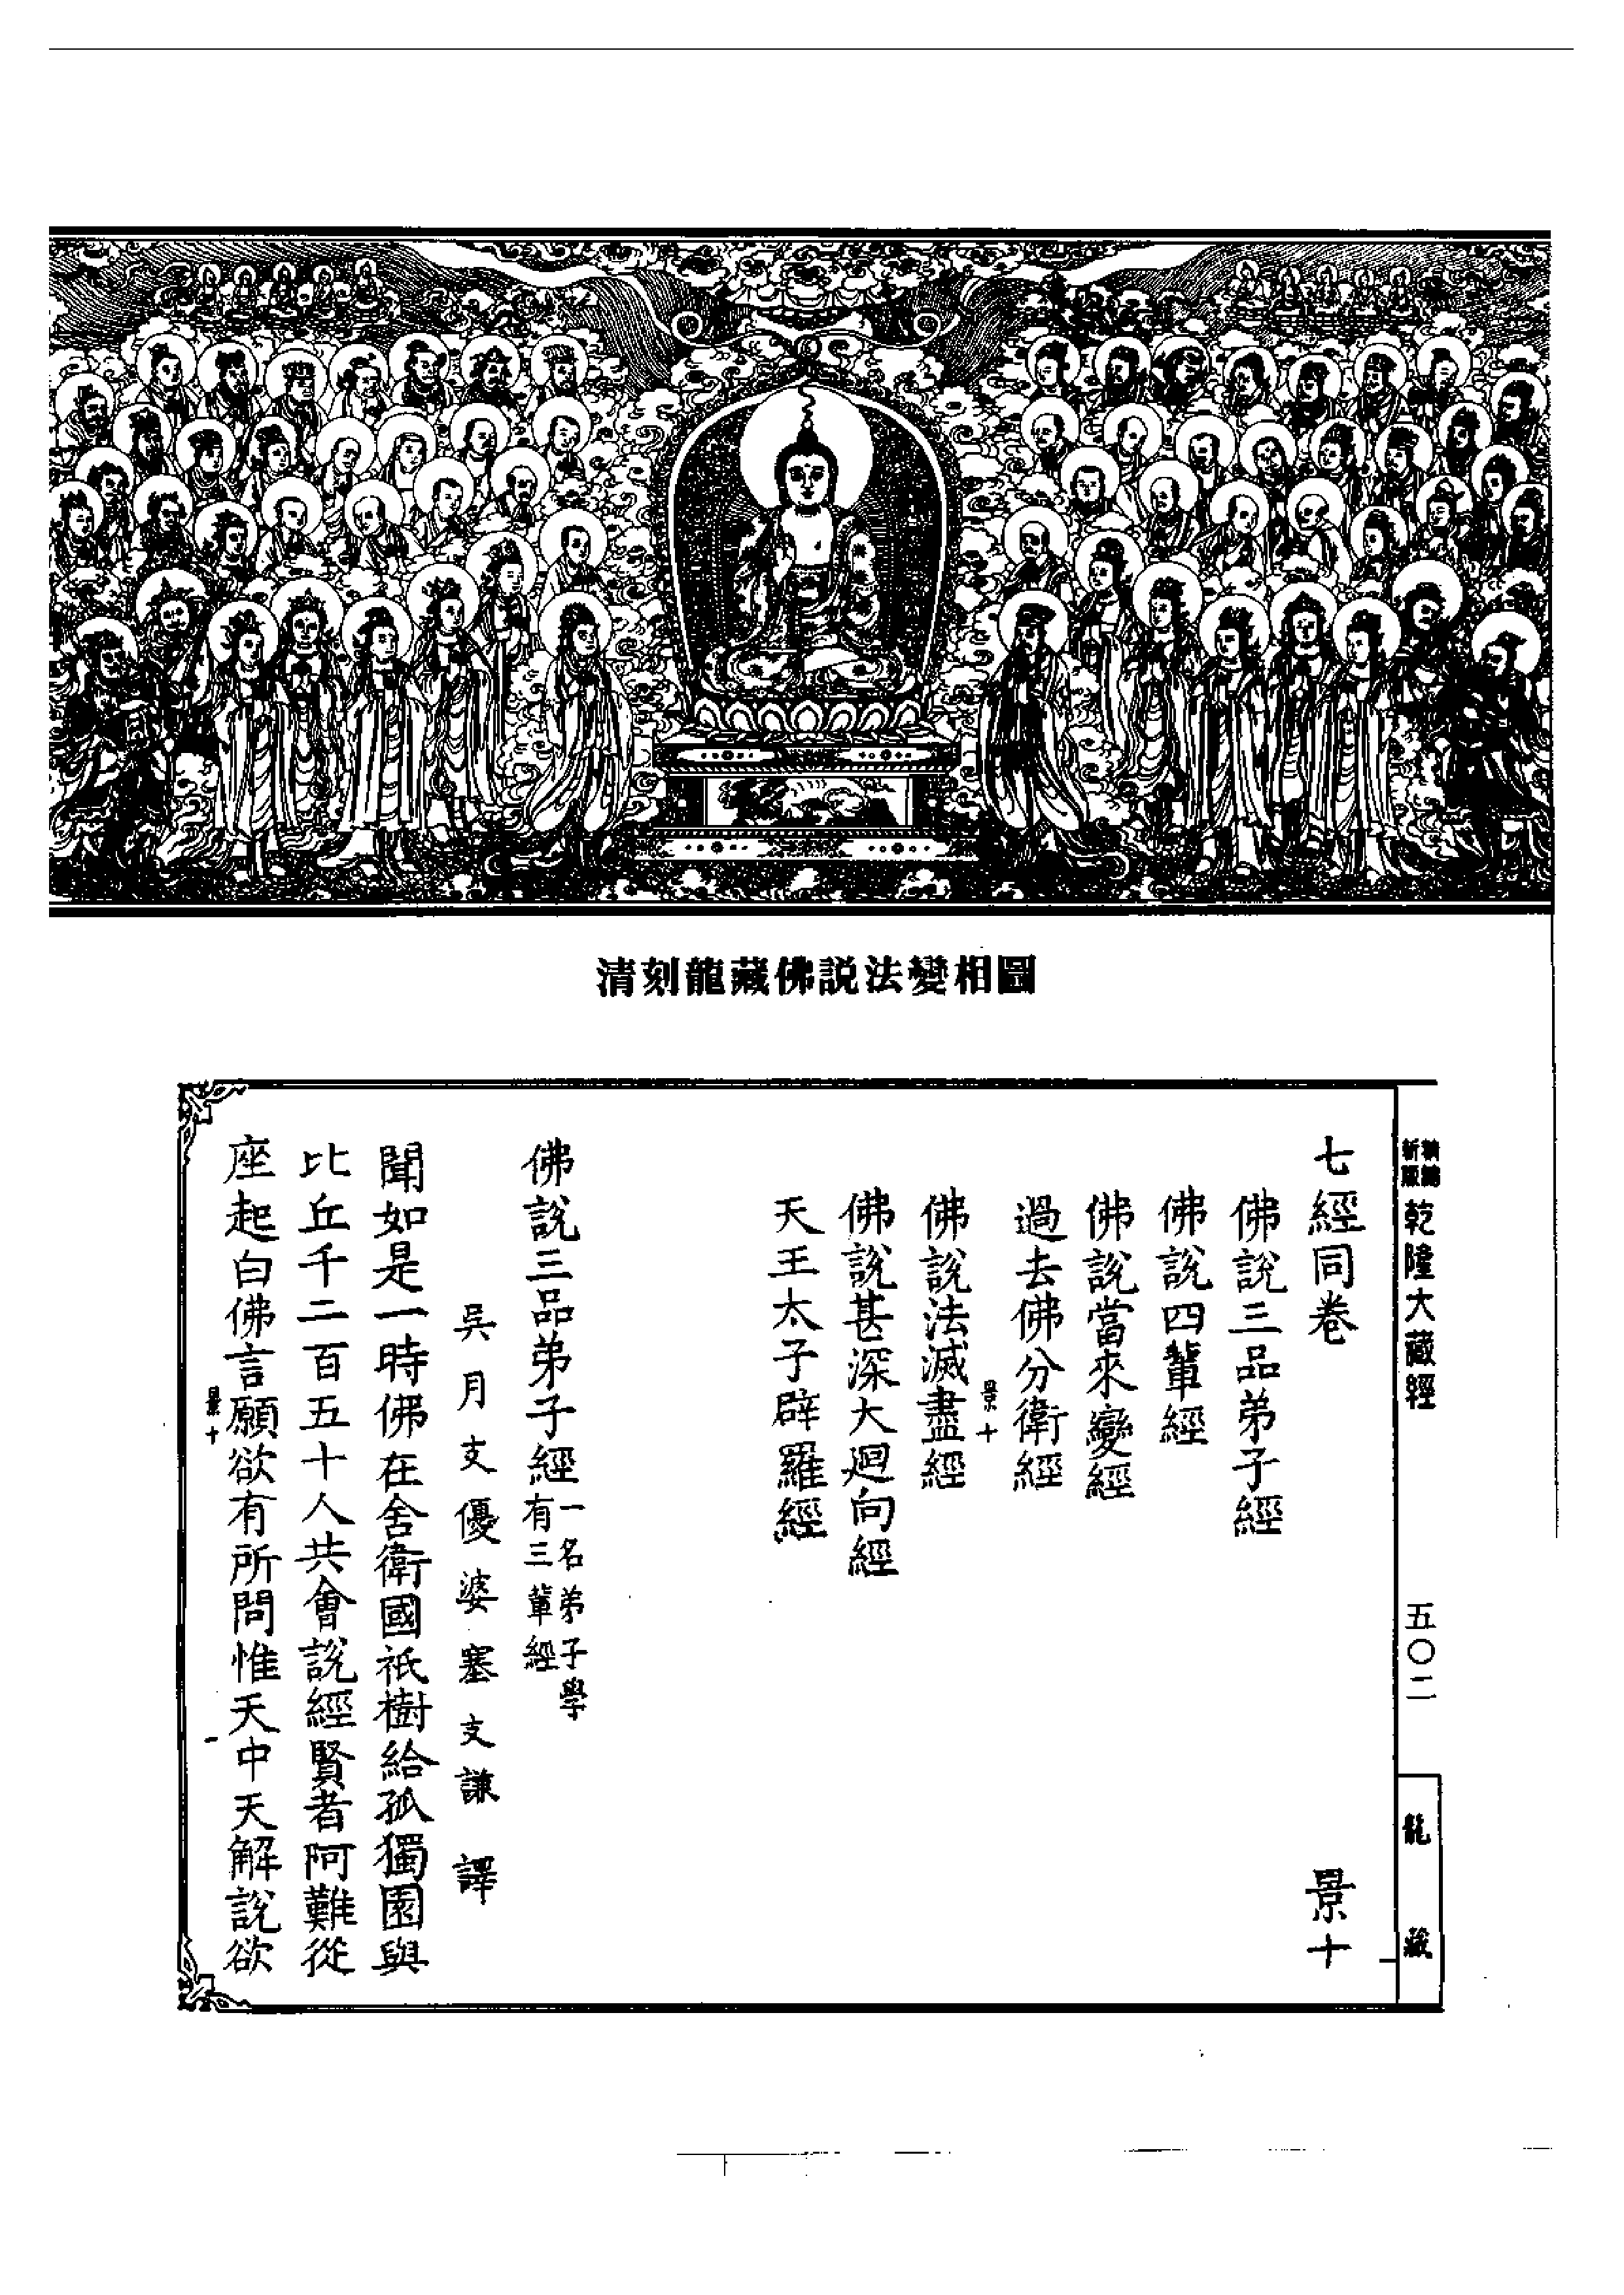 清刻龍藏佛説法變相圖
新版
精縮
乾隆大藏經
五〇二
龍藏
七經同卷
景十
佛說三品弟子經
佛說四輩經
佛說當來變經
過去佛分衛經
景十
佛說法滅盡經
佛說甚深大迴向經
天王太子辟羅經
佛說三品弟子經一名弟子學有三輩經
吳月支優婆塞支謙譯
聞如是一時佛在舍衛國祇樹給孤獨園與
比丘千二百五十人共會說經賢者阿難從
座起白佛言願欲有所問惟天中天解說欲
景十
一